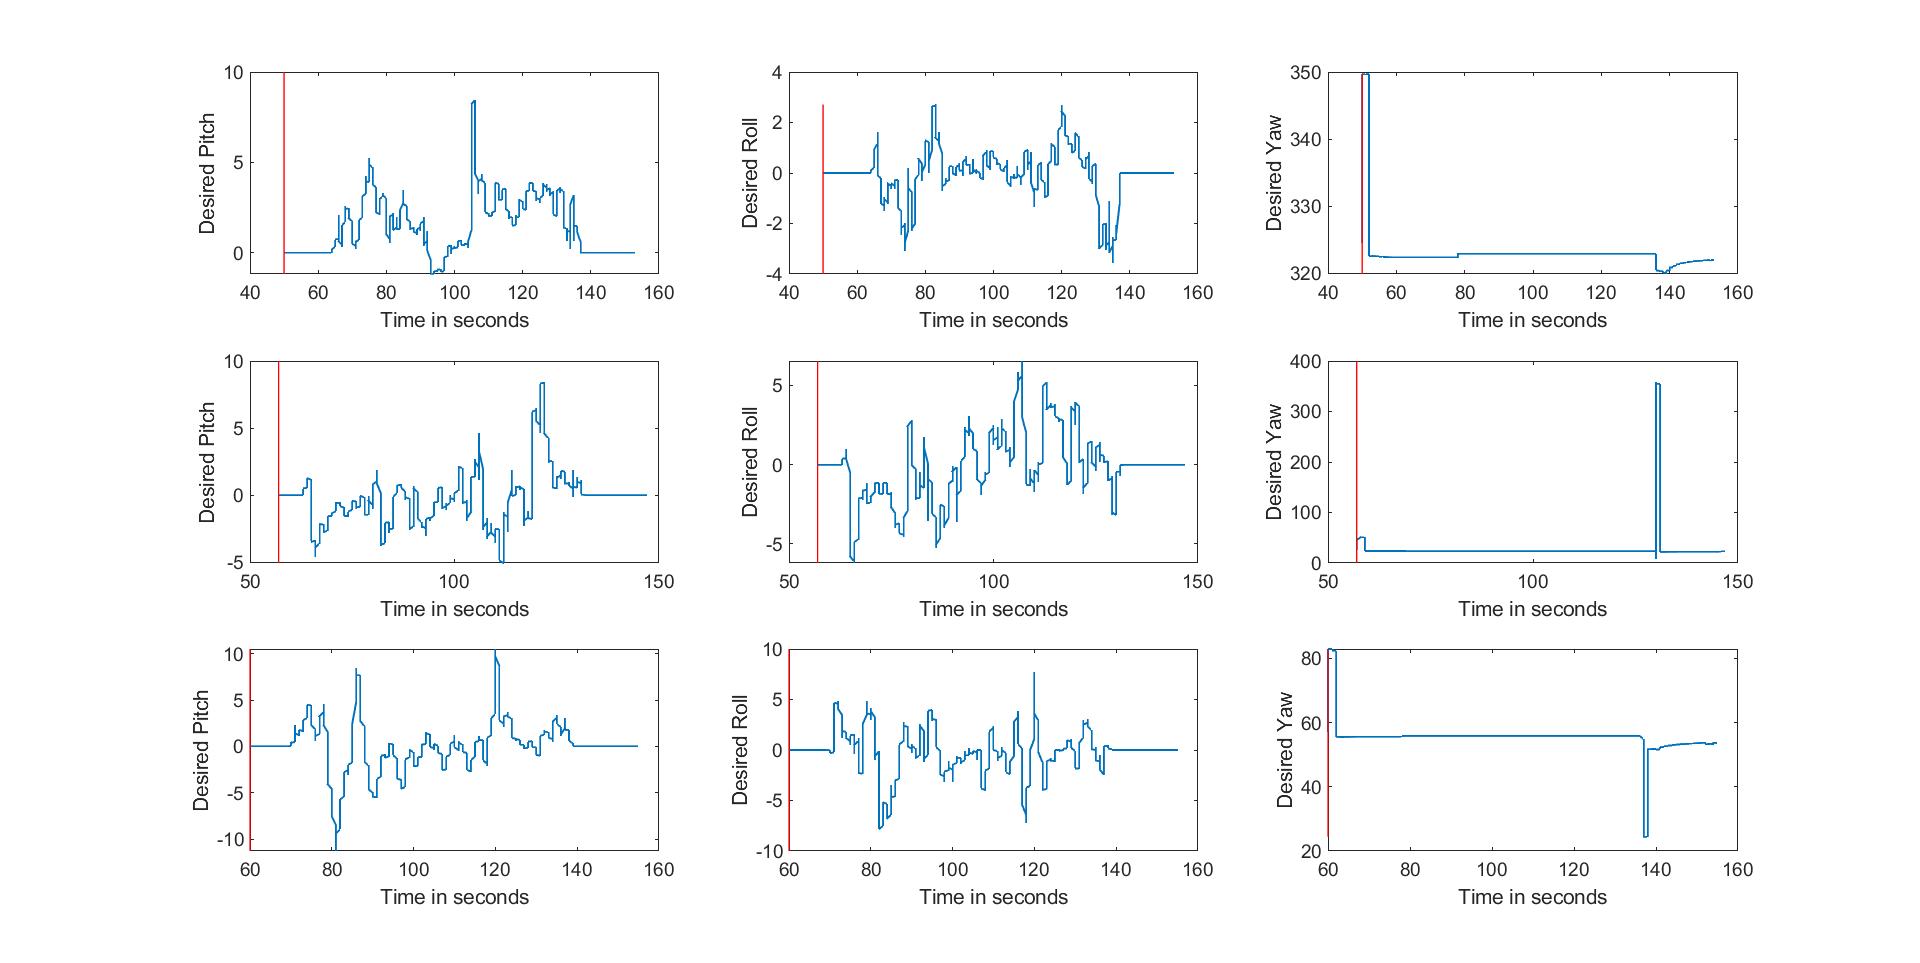 10
5
0
Desired Pitch
40 60 80 100 120 140 160
Time in seconds
4
2
0
-2
-4
Desired Roll
40 60 80 100 120 140 160
Time in seconds
350
340
330
320
Desired Yaw
40 60 80 100 120 140 160
Time in seconds
10
5
0
-5
Desired Pitch
50 100 150
Time in seconds
5
0
-5
Desired Roll
50 100 150
Time in seconds
400
300
200
100
0
Desired Yaw
50 100 150
Time in seconds
10
5
0
-5
-10
Desired Pitch
60 80 100 120 140 160
Time in seconds
10
5
0
-5
-10
Desired Roll
60 80 100 120 140 160
Time in seconds
80
60
40
20
Desired Yaw
60 80 100 120 140 160
Time in seconds